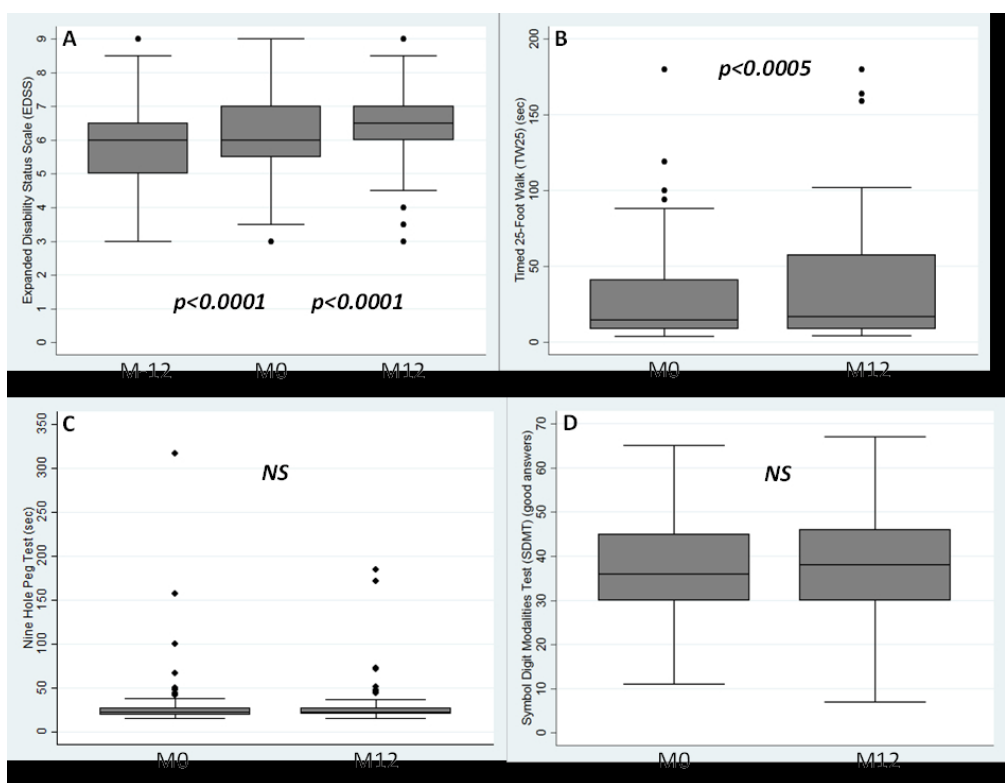 A
Expanded Disability Status Scale (EDSS)
9
8
7
6
5
4
3
2
1
0
p<0.0001 p<0.0001
M-12 M0 M12
B
Timed 25-Foot Walk (TW25) (sec)
200
150
100
50
0
p<0.0005
M0 M12
C
Nine Hole Peg Test (sec)
350
300
250
200
150
100
50
0
NS
M0 M12
D
Symbol Digit Modalities Test (SDMT) (good answers)
70
60
50
40
30
20
10
0
NS
M0 M12